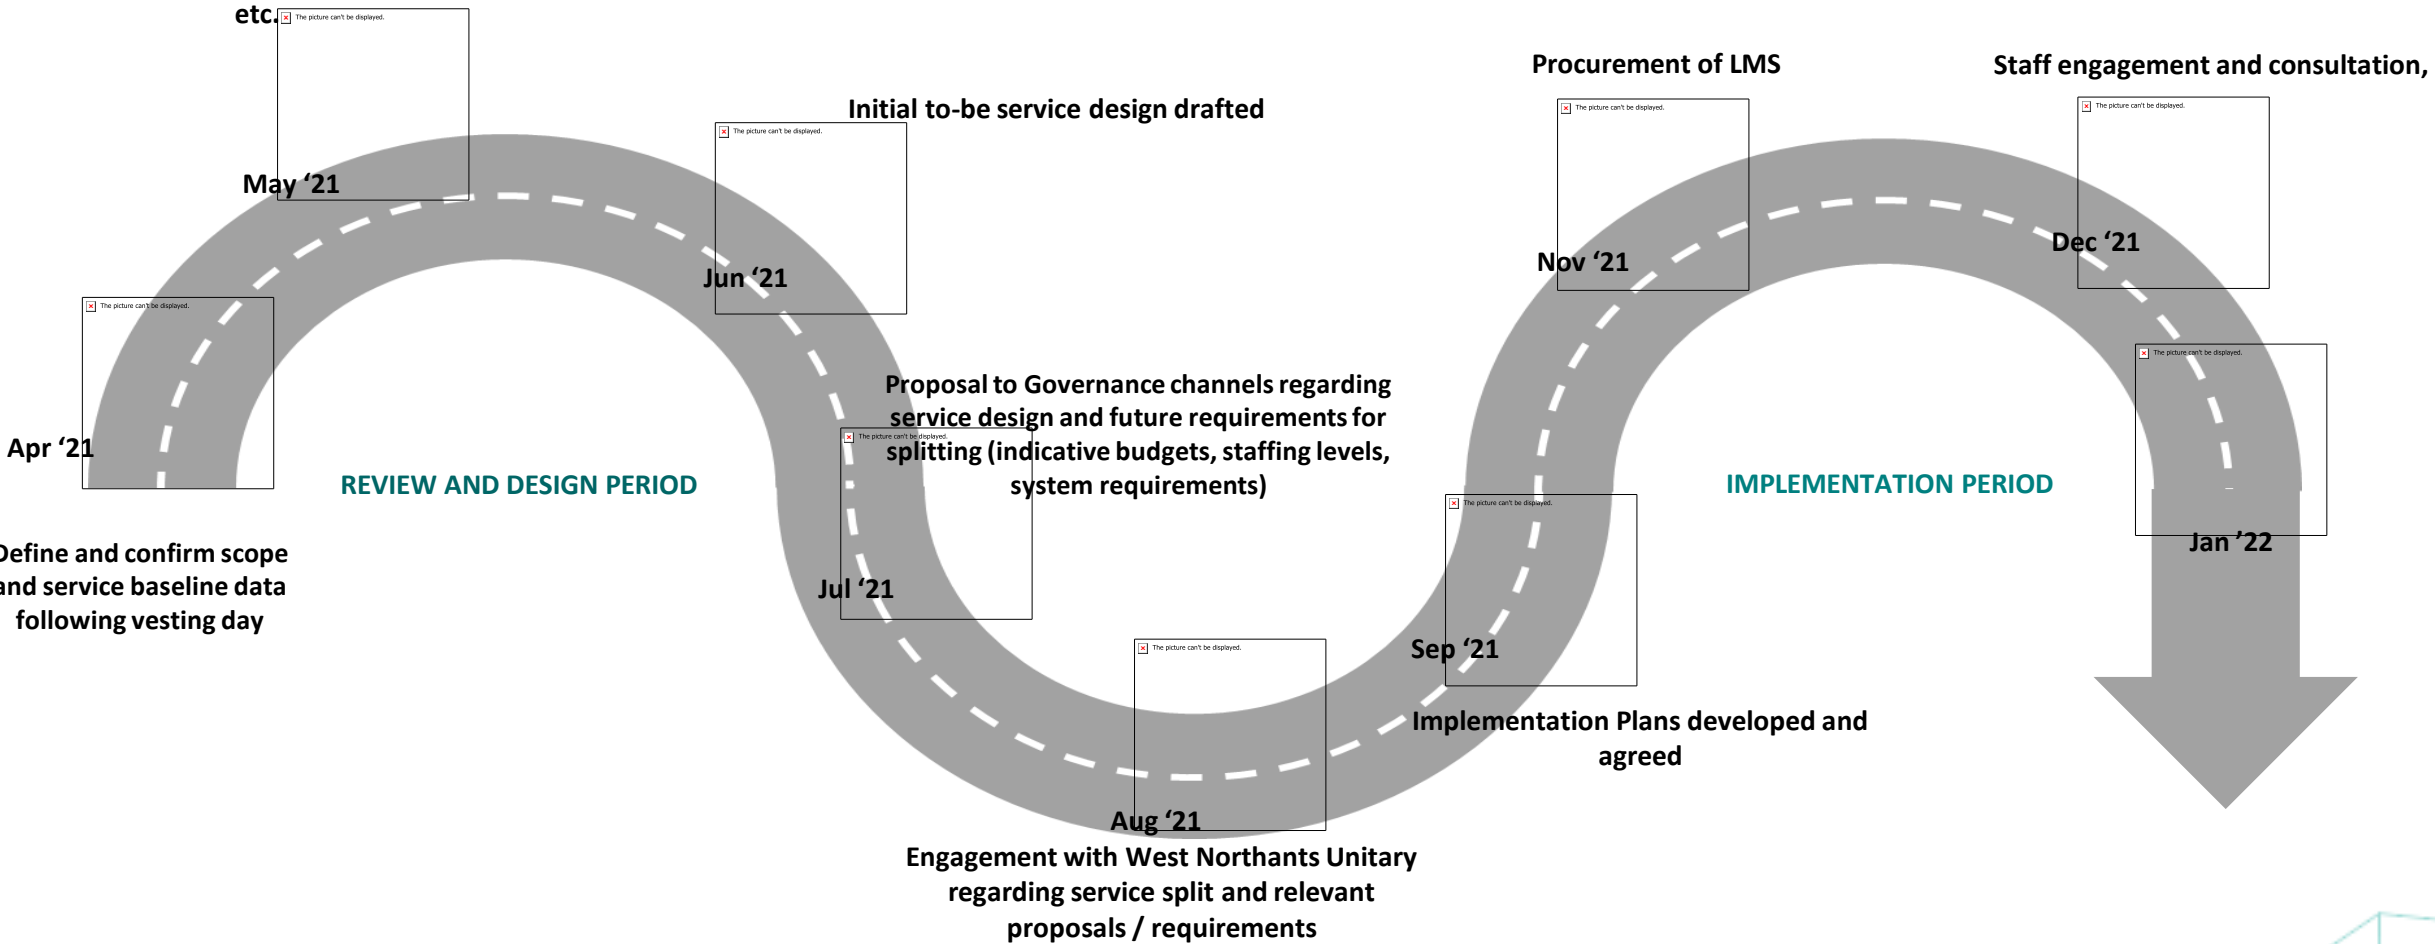 etc.
The picture can't be displayed.
May ‘21
The picture can't be displayed.
Apr ‘21
Define and confirm scope
and service baseline data
following vesting day
REVIEW AND DESIGN PERIOD
Initial to-be service design drafted
The picture can't be displayed.
Jun ‘21
Proposal to Governance channels regarding
service design and future requirements for
splitting (indicative budgets, staffing levels,
system requirements)
The picture can't be displayed.
Jul ‘21
The picture can't be displayed.
Aug ‘21
Engagement with West Northants Unitary
regarding service split and relevant
proposals / requirements
The picture can't be displayed.
Sep ‘21
Implementation Plans developed and
agreed
Procurement of LMS
The picture can't be displayed.
Nov ‘21
IMPLEMENTATION PERIOD
Staff engagement and consultation,
The picture can't be displayed.
Dec ‘21
The picture can't be displayed.
Jan ’22